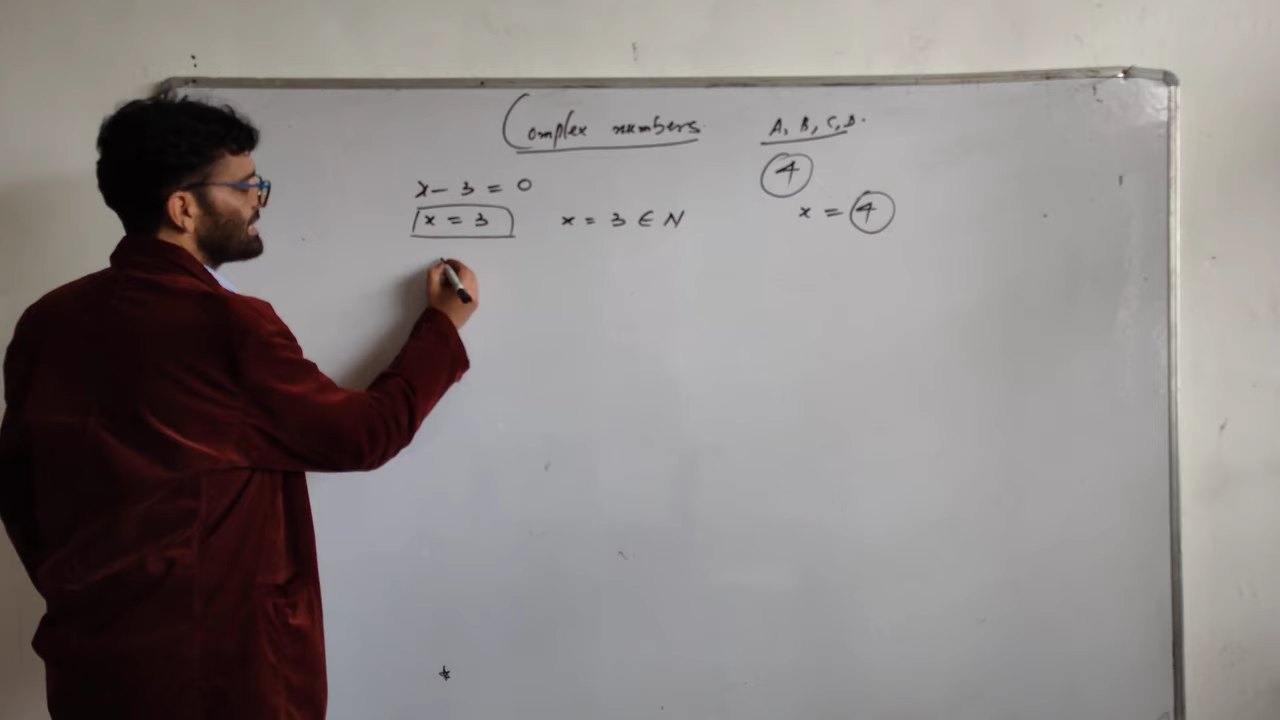 Complex numbers.
A, B, C, D.
4
x - 3 = 0
x = 3
x = 3 ∈ N
x = 4